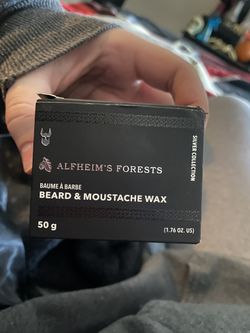 ALFHEIM'S FORESTS
BAUME À BARBE
BEARD & MOUSTACHE WAX
50 g
(1.76 OZ. US)
SILVER COLLECTION